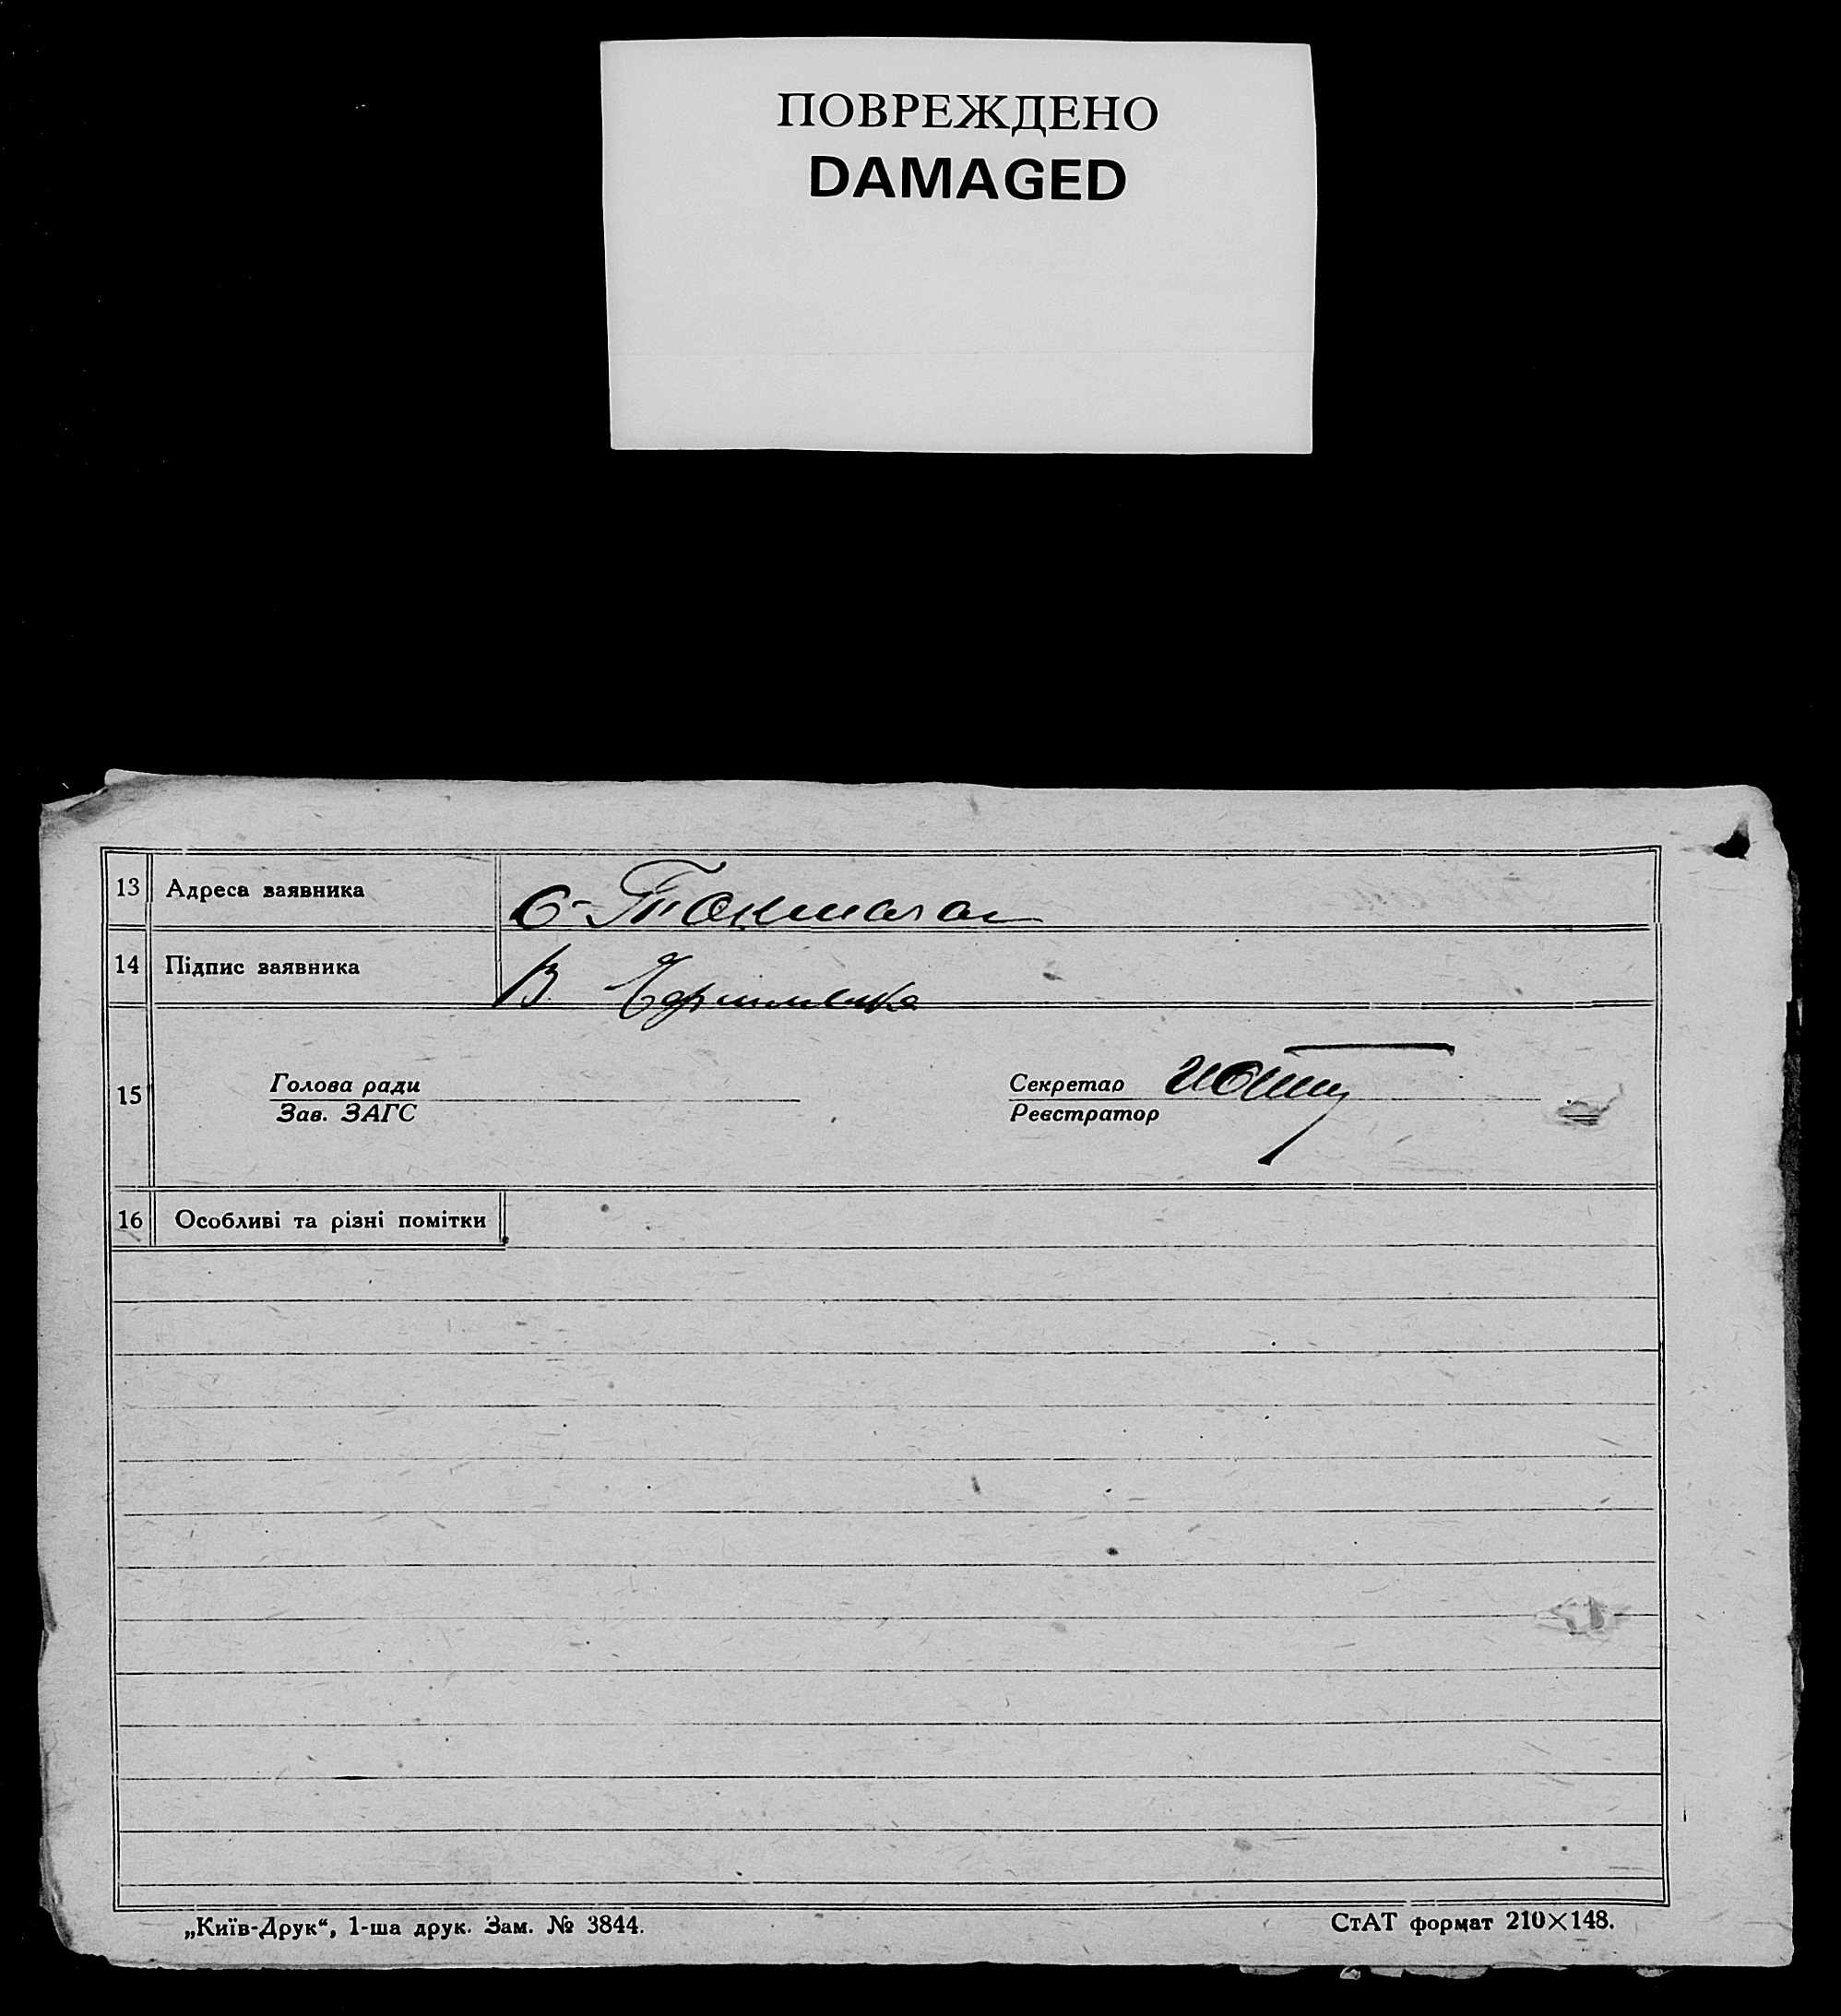 ПОВРЕЖДЕНО
DAMAGED
13 Адреса заявника
14 Підпис заявника В
15
Голова ради
Зав. ЗАГС
Секретар
Реєстратор
16 Особливі та різні помітки
„Київ-Друк“, 1-ша друк. Зам. № 3844.
СтАТ формат 210×148.